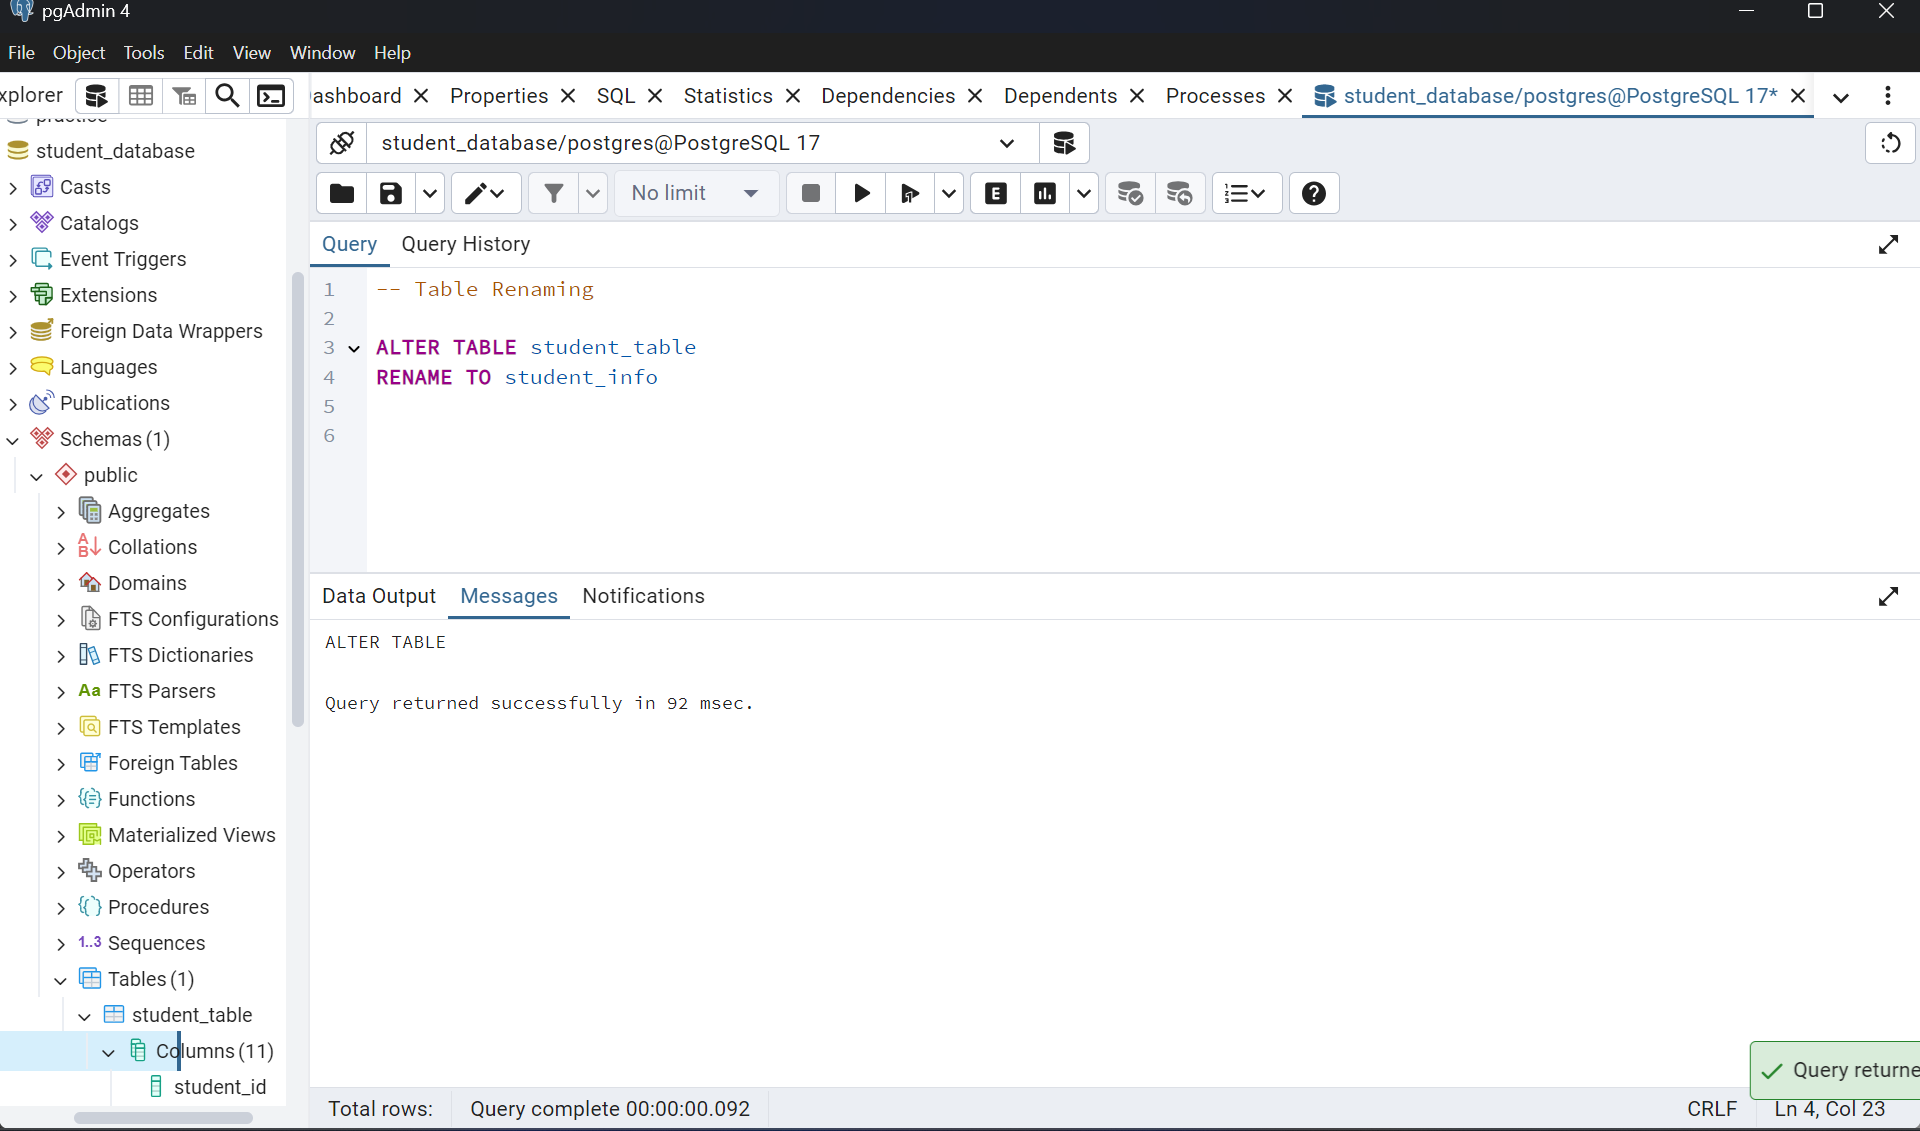 pgAdmin 4
File Object Tools Edit View Window Help
xplorer
ashboard Properties SQL Statistics Dependencies Dependents Processes student_database/postgres@PostgreSQL 17*
practice
student_database
Casts
Catalogs
Event Triggers
Extensions
Foreign Data Wrappers
Languages
Publications
Schemas (1)
public
Aggregates
Collations
Domains
FTS Configurations
FTS Dictionaries
Aa FTS Parsers
FTS Templates
Foreign Tables
Functions
Materialized Views
Operators
Procedures
1..3 Sequences
Tables (1)
student_table
Columns (11)
student_id
student_database/postgres@PostgreSQL 17
No limit
E
Query Query History
1 -- Table Renaming
2
3 ALTER TABLE student_table
4 RENAME TO student_info
5
6
Data Output Messages Notifications
ALTER TABLE
Query returned successfully in 92 msec.
Query returne
Total rows: Query complete 00:00:00.092 CRLF Ln 4, Col 23